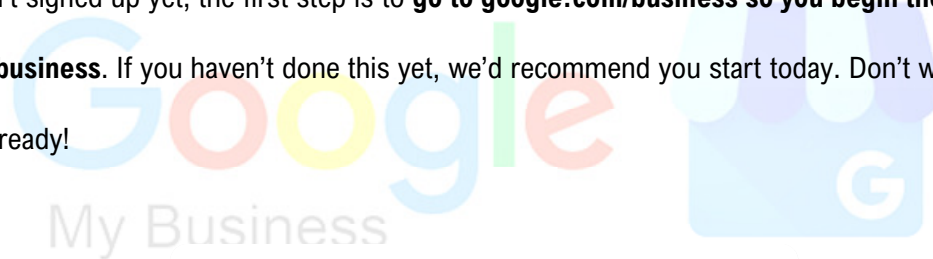 't signed up yet, the first step is to go to google.com/business so you begin the
business. If you haven't done this yet, we'd recommend you start today. Don't w
ready!
Google
My Business
G